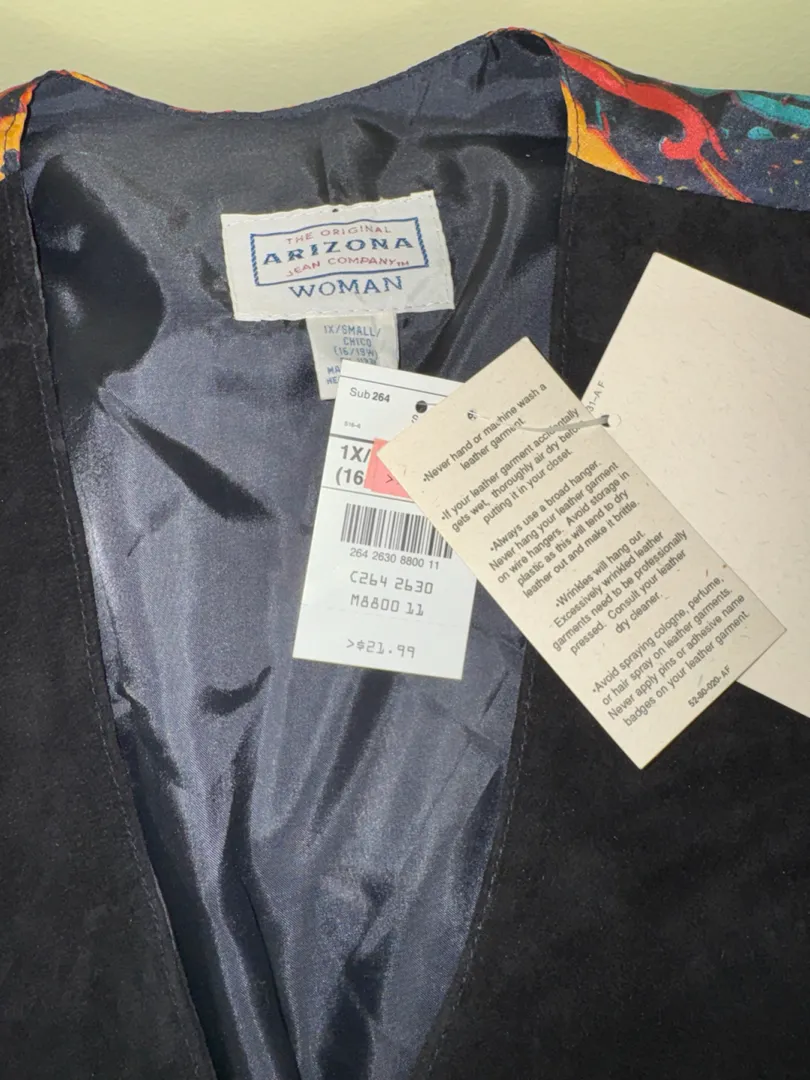 THE ORIGINAL
ARIZONA
JEAN COMPANY™
WOMAN
1X/SMALL/
CHICO
(16/18W)
Sub 264
1X/
(16
264 2630 8800 11
C264 2630
M8800 11
>$21.99
31-A F
•Never hand or machine wash a
leather garment.
•If your leather garment accidentally
gets wet, thoroughly air dry before
putting it in your closet.
•Always use a broad hanger.
Never hang your leather garment
on wire hangers. Avoid storage in
plastic as this will tend to dry
leather out and make it brittle.
•Wrinkles will hang out.
Excessively wrinkled leather
garments need to be professionally
pressed. Consult your leather
dry cleaner.
•Avoid spraying cologne, perfume,
or hair spray on leather garments.
Never apply pins or adhesive name
badges on your leather garment.
52-80-020- AF